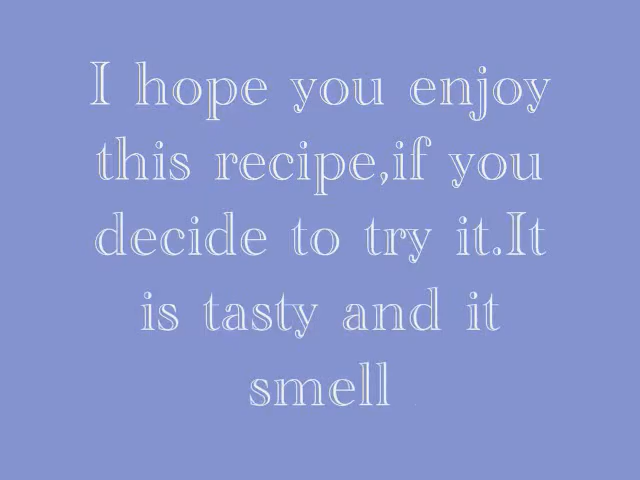 I hope you enjoy
this recipe,if you
decide to try it.It
is tasty and it
smell